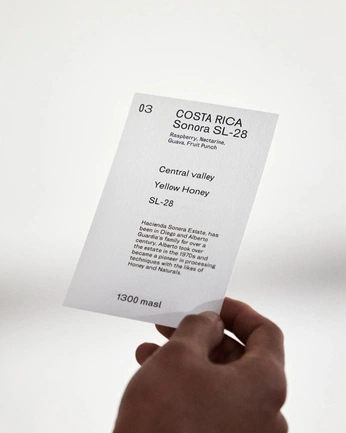 03
COSTA RICA
Sonora SL-28
Raspberry, Nectarine,
Guava, Fruit Punch
Central valley
Yellow Honey
SL-28
Hacienda Sonora Estate, has
been in Diego and Alberto
Guardia's family for over a
century. Alberto took over
the estate in the 1970s and
became a pioneer in processing
techniques with the likes of
Honey and Naturals.
1300 masl